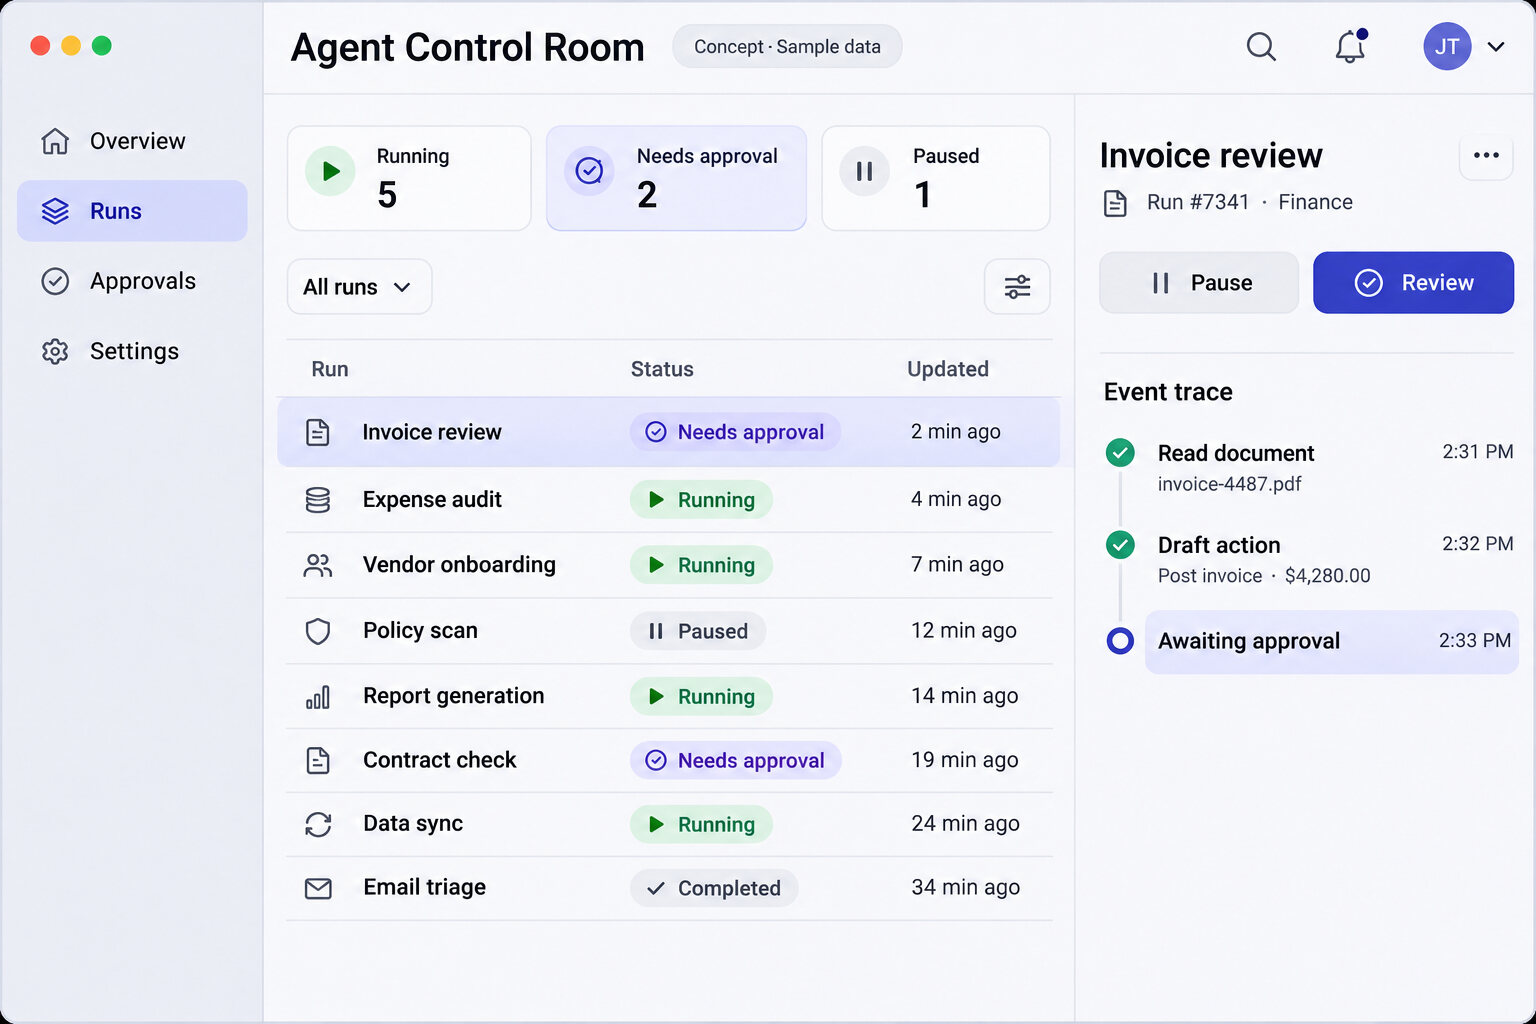 Agent Control Room
Concept · Sample data
JT
Overview
Runs
Approvals
Settings
Running
5
Needs approval
2
Paused
1
All runs
Run Status Updated
Invoice review Needs approval 2 min ago
Expense audit Running 4 min ago
Vendor onboarding Running 7 min ago
Policy scan Paused 12 min ago
Report generation Running 14 min ago
Contract check Needs approval 19 min ago
Data sync Running 24 min ago
Email triage Completed 34 min ago
Invoice review
Run #7341 · Finance
Pause Review
Event trace
Read document 2:31 PM
invoice-4487.pdf
Draft action 2:32 PM
Post invoice · $4,280.00
Awaiting approval 2:33 PM